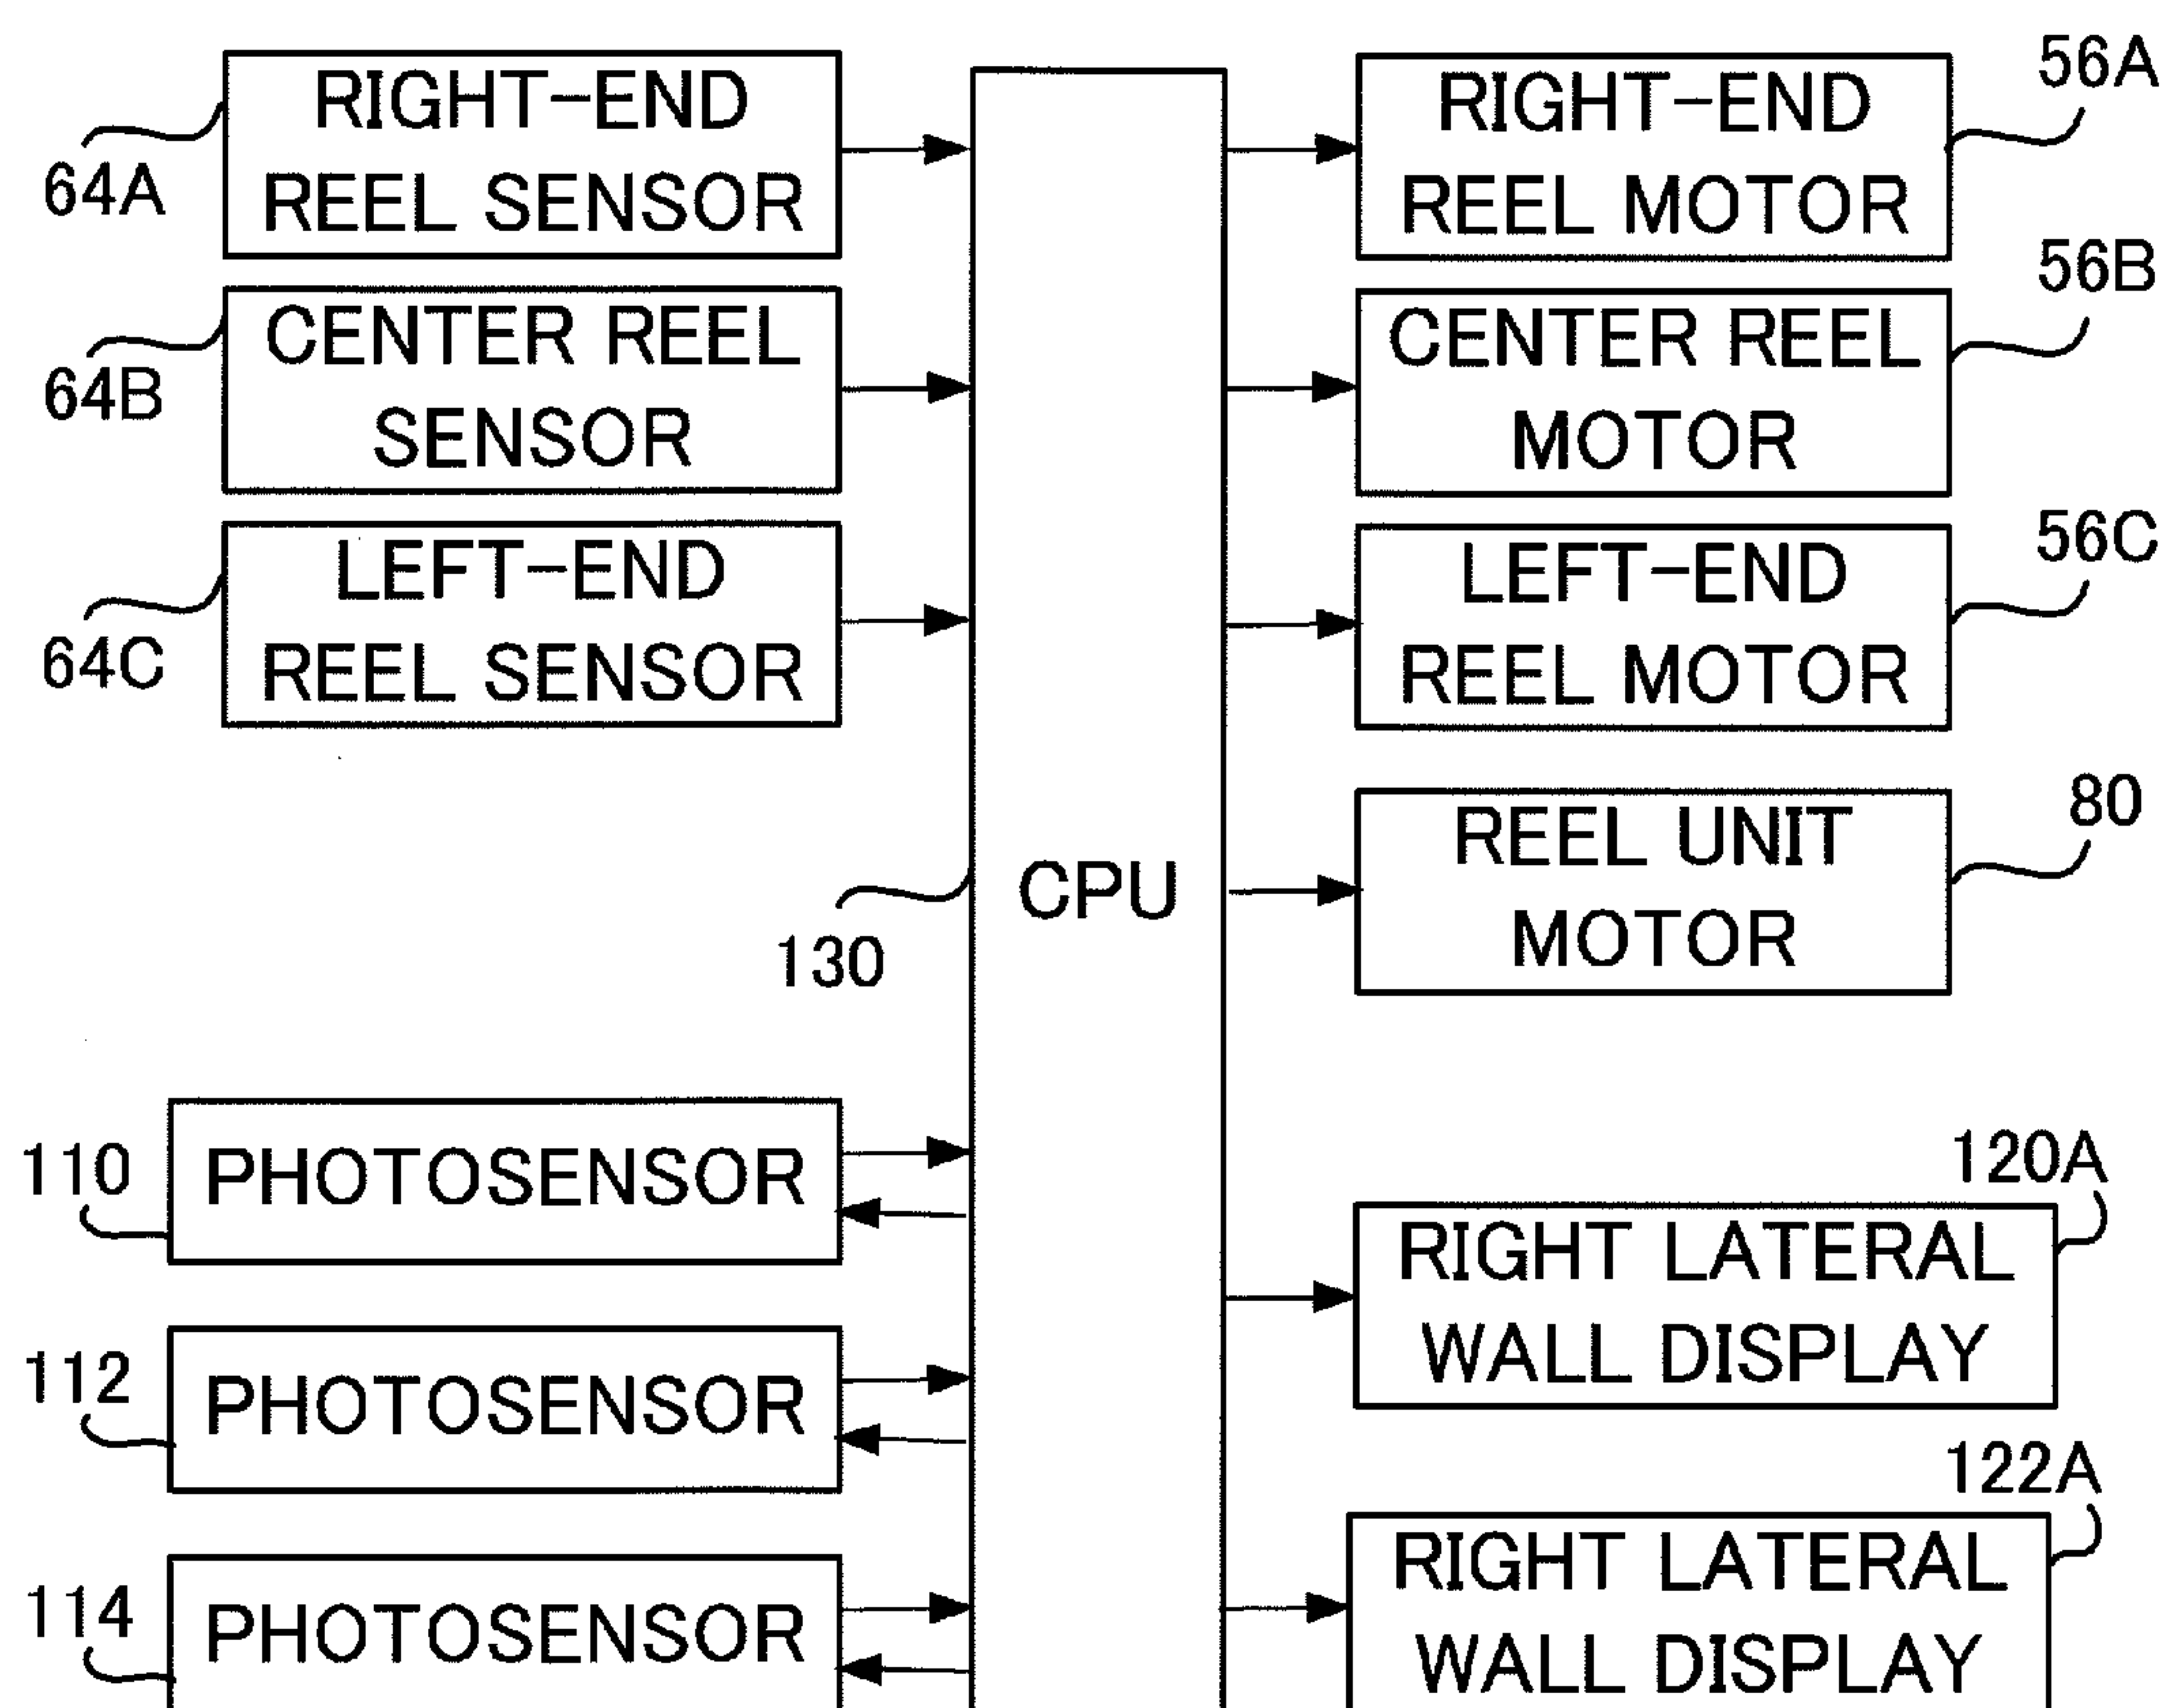 RIGHT-END
REEL SENSOR
64A
CENTER REEL
SENSOR
64B
LEFT-END
REEL SENSOR
64C
CPU
130
RIGHT-END
REEL MOTOR
56A
CENTER REEL
MOTOR
56B
LEFT-END
REEL MOTOR
56C
REEL UNIT
MOTOR
80
110
PHOTOSENSOR
112
PHOTOSENSOR
114
PHOTOSENSOR
120A
RIGHT LATERAL
WALL DISPLAY
122A
RIGHT LATERAL
WALL DISPLAY